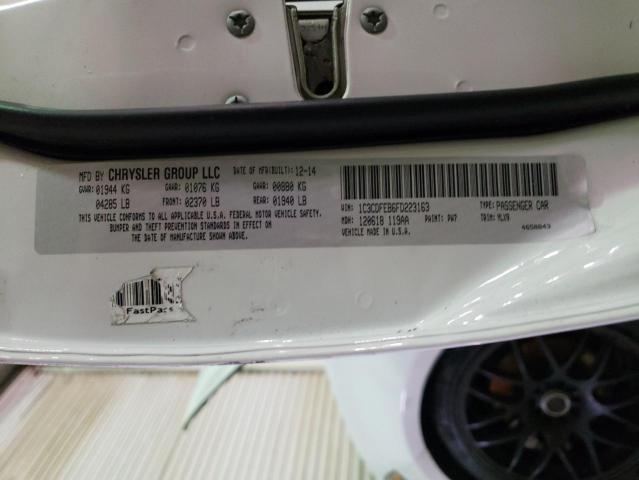 MFD BY CHRYSLER GROUP LLC DATE OF MFR(BUILT): 12-14
GVWR: 01944 KG GAWR: 01076 KG GAWR: 00880 KG
04285 LB FRONT: 02370 LB REAR: 01940 LB
THIS VEHICLE CONFORMS TO ALL APPLICABLE U.S.A. FEDERAL MOTOR VEHICLE SAFETY,
BUMPER AND THEFT PREVENTION STANDARDS IN EFFECT ON
THE DATE OF MANUFACTURE SHOWN ABOVE.
VIN: 1C3CDFEB6FD223163 TYPE: PASSENGER CAR
MDH: 120618 119AA PAINT: PW7 TRIM: MLX9
VEHICLE MADE IN U.S.A. 4658843
FastPack